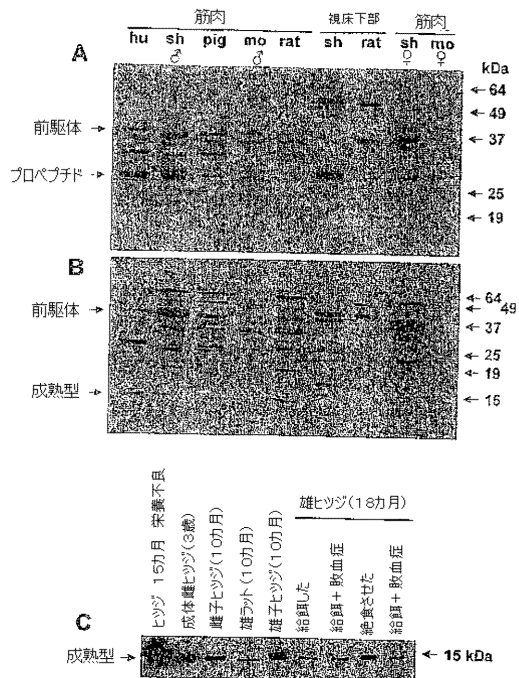 筋肉 視床下部 筋肉
A hu sh pig mo rat sh rat sh mo
♂ ♂ ♀ ♀
kDa
前駆体 → ← 64
← 49
← 37
プロペプチド →
← 25
← 19
B
前駆体 → ← 64
← 49
← 37
← 25
← 19
成熟型 → ← 15
雄ヒツジ(18カ月)
ヒツジ 15カ月 栄養不良
成体雌ヒツジ(3歳)
雌子ヒツジ(10カ月)
雄ラット(10カ月)
雄子ヒツジ(10カ月)
給餌した
給餌+敗血症
絶食させた
給餌+敗血症
C
成熟型 → ← 15 kDa